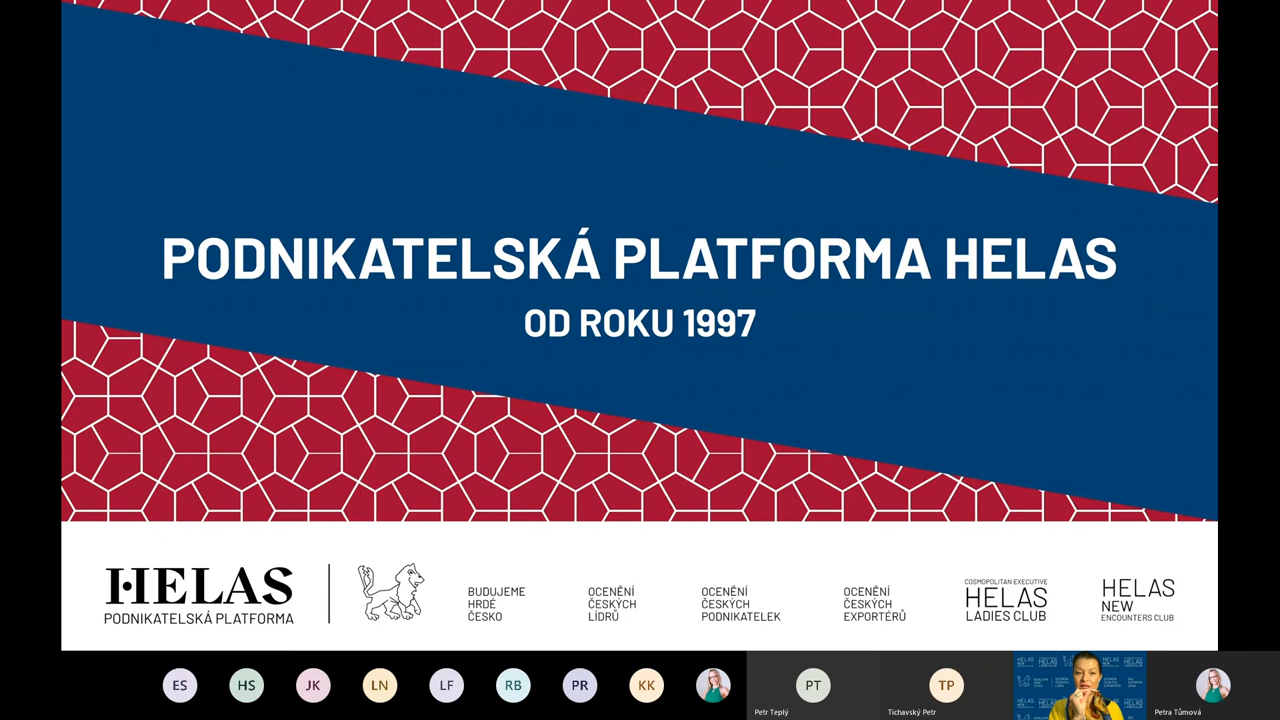 PODNIKATELSKÁ PLATFORMA HELAS
OD ROKU 1997
HELAS
PODNIKATELSKÁ PLATFORMA
BUDUJEME
HRDÉ
ČESKO
OCENĚNÍ
ČESKÝCH
LÍDRŮ
OCENĚNÍ
ČESKÝCH
PODNIKATELEK
OCENĚNÍ
ČESKÝCH
EXPORTÉRŮ
COSMOPOLITAN EXECUTIVE
HELAS
LADIES CLUB
HELAS
NEW
ENCOUNTERS CLUB
ES
HS
JK
LN
LF
RB
PR
KK
PT
Petr Teplý
TP
Tichavský Petr
Petra Tůmová